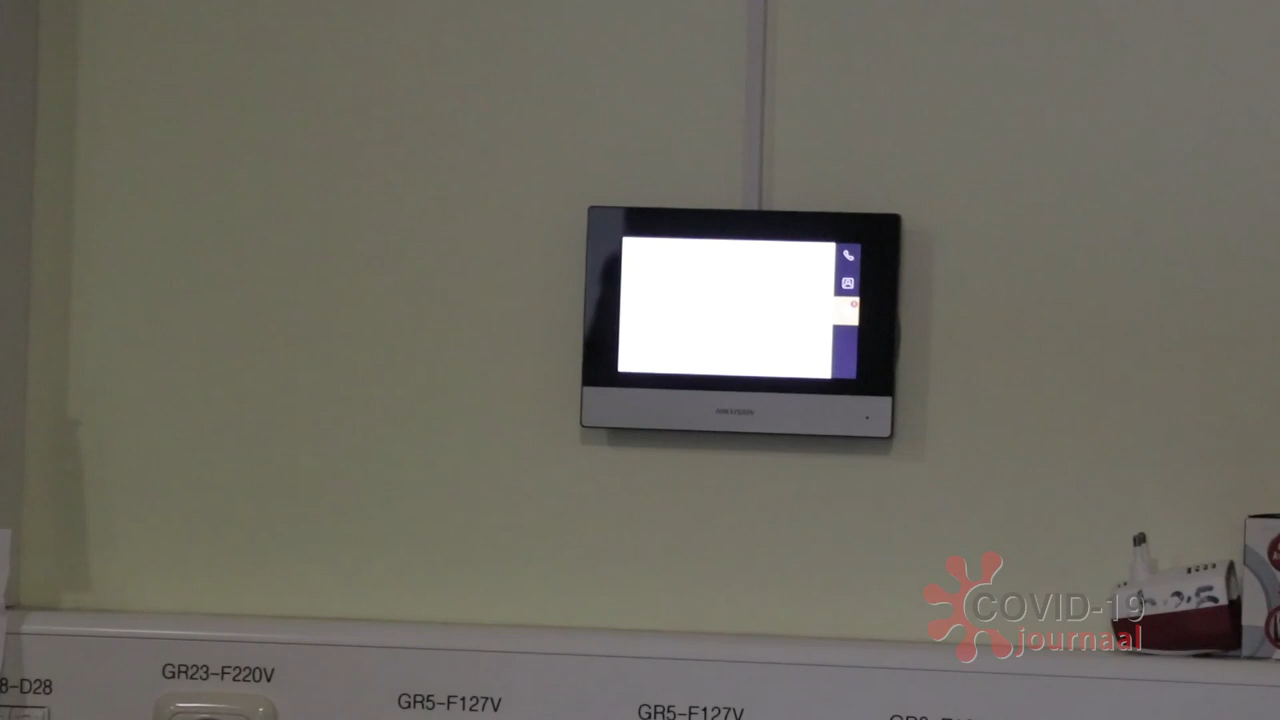 HIKVISION
COVID-19
journaal
GR23-F220V
8-D28
GR5-F127V
GR5-F127V